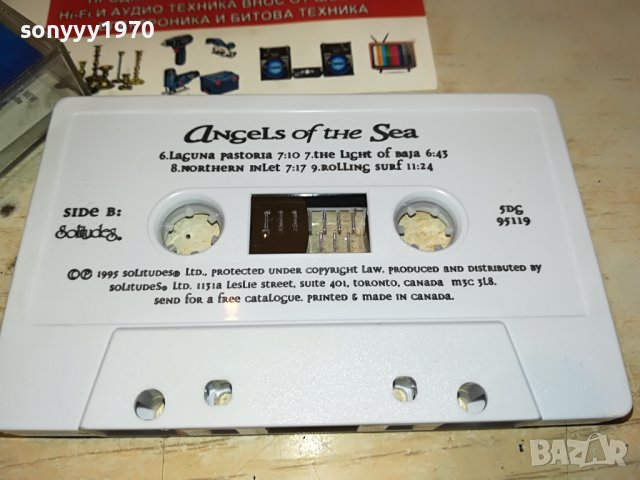 sonyyy1970
Hi-Fi И АУДИО ТЕХНИКА ВНОС ОТ
РОНИКА И БИТОВА ТЕХНИКА
Angels of the Sea
6.Laguna Pastoria 7:10 7.The Light of Baja 6:43
8.Northern Inlet 7:17 9.Rolling Surf 11:24
Side B:
Solitudes
5DG
95119
©℗ 1995 Solitudes® Ltd., Protected under copyright law. Produced and distributed by
Solitudes® Ltd. 1131A Leslie Street, Suite 401, Toronto, Canada M3C 3L8.
Send for a free catalogue. Printed & made in Canada.
BAZAR